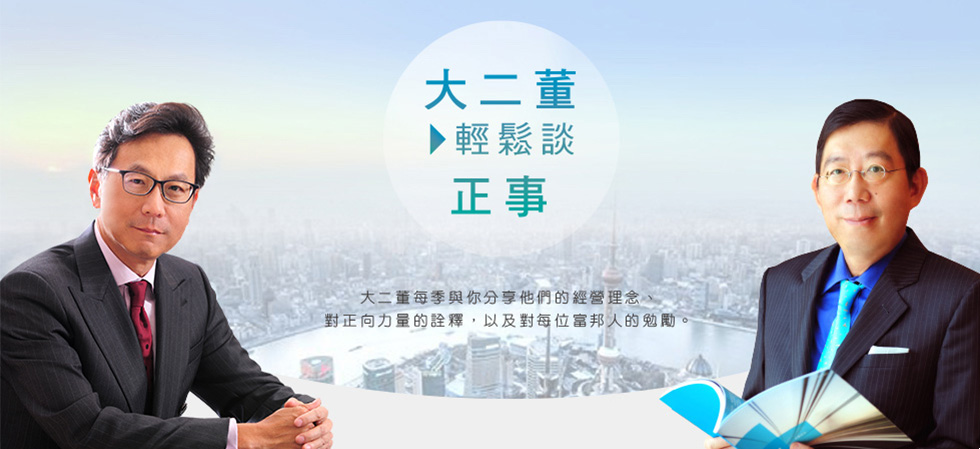 大二董
輕鬆談
正事
大二董每季與你分享他們的經營理念、
對正向力量的詮釋，以及對每位富邦人的勉勵。